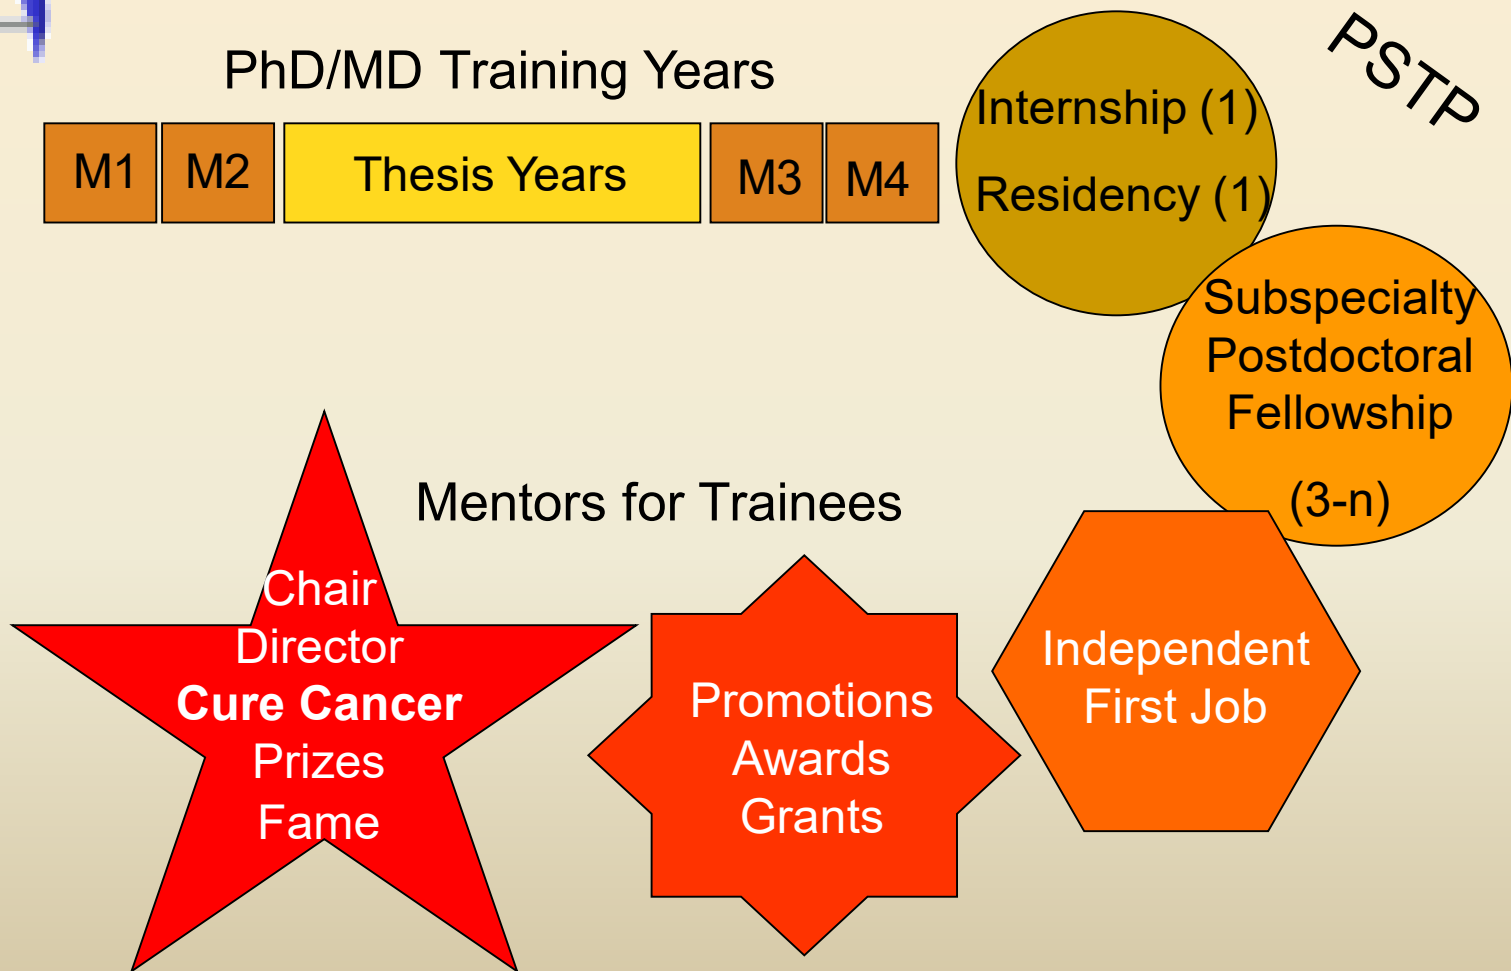 PhD/MD Training Years
PSTP
M1
M2
Thesis Years
M3
M4
Internship (1)
Residency (1)
Subspecialty
Postdoctoral
Fellowship
(3-n)
Mentors for Trainees
Independent
First Job
Promotions
Awards
Grants
Chair
Director
Cure Cancer
Prizes
Fame